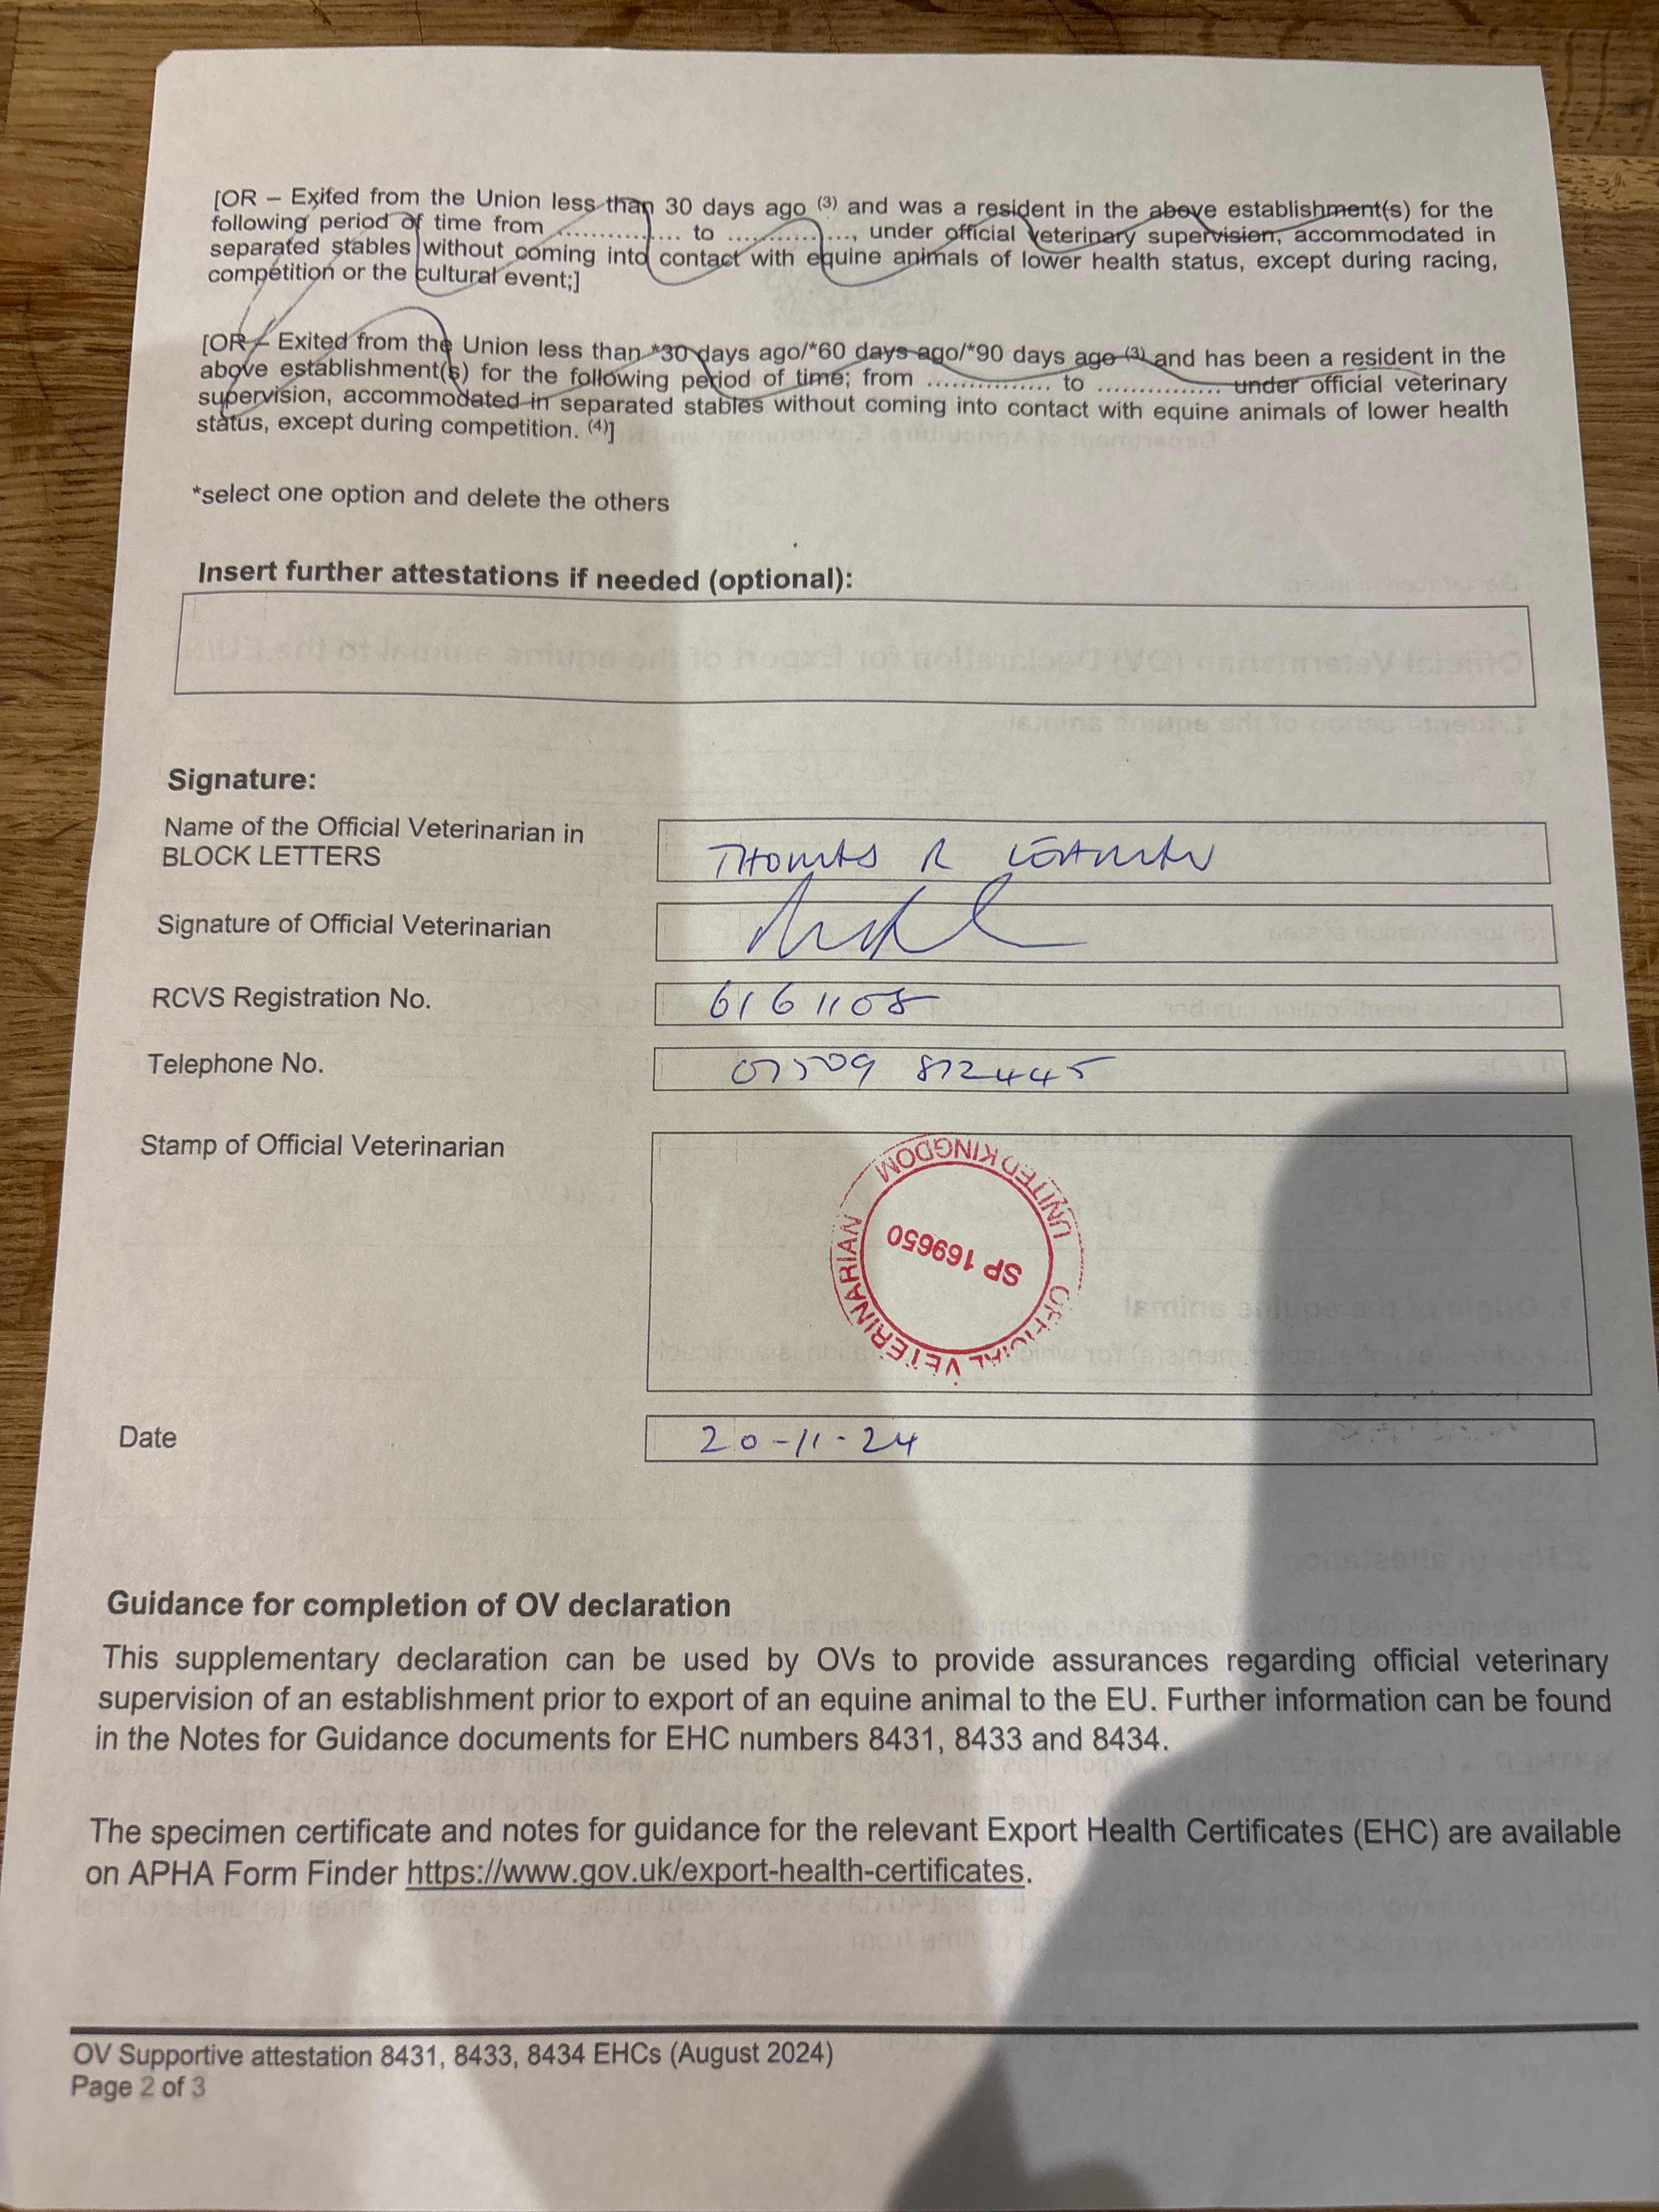 [OR – Exited from the Union less than 30 days ago (3) and was a resident in the above establishment(s) for the
following period of time from ............... to ..............., under official veterinary supervision, accommodated in
separated stables without coming into contact with equine animals of lower health status, except during racing,
competition or the cultural event;]
[OR – Exited from the Union less than *30 days ago/*60 days ago/*90 days ago (3) and has been a resident in the
above establishment(s) for the following period of time; from ............... to ............... under official veterinary
supervision, accommodated in separated stables without coming into contact with equine animals of lower health
status, except during competition. (4)]
*select one option and delete the others
Insert further attestations if needed (optional):
Signature:
Name of the Official Veterinarian in
BLOCK LETTERS
THOMAS R
Signature of Official Veterinarian
RCVS Registration No.
6161108
Telephone No.
07509 812445
Stamp of Official Veterinarian
OFFICIAL VETERINARIAN
UNITED KINGDOM
SP 169650
Date
20-11-24
Guidance for completion of OV declaration
This supplementary declaration can be used by OVs to provide assurances regarding official veterinary
supervision of an establishment prior to export of an equine animal to the EU. Further information can be found
in the Notes for Guidance documents for EHC numbers 8431, 8433 and 8434.
The specimen certificate and notes for guidance for the relevant Export Health Certificates (EHC) are available
on APHA Form Finder https://www.gov.uk/export-health-certificates.
OV Supportive attestation 8431, 8433, 8434 EHCs (August 2024)
Page 2 of 3